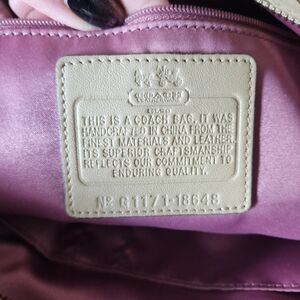 COACH
THIS IS A COACH BAG. IT WAS
HANDCRAFTED IN CHINA FROM THE
FINEST MATERIALS AND LEATHER.
ITS SUPERIOR CRAFTSMANSHIP
REFLECTS OUR COMMITMENT TO
ENDURING QUALITY.
Nº G1171-18648